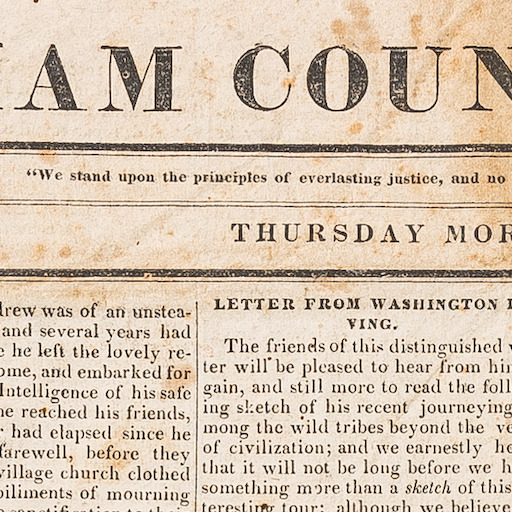 IAM COUN
“We stand upon the principles of everlasting justice, and no
THURSDAY MOR
drew was of an unstea-
and several years had
e he left the lovely re-
ome, and embarked for
Intelligence of his safe
he reached his friends,
r had elapsed since he
farewell, before they
village church clothed
biliments of mourning
LETTER FROM WASHINGTON I
VING.
The friends of this distinguished
ter will be pleased to hear from him
gain, and still more to read the foll
ing sketch of his recent journeying
mong the wild tribes beyond the ve
of civilization; and we earnestly he
that it will not be long before we h
something more than a sketch of this
teresting tour; although we believe